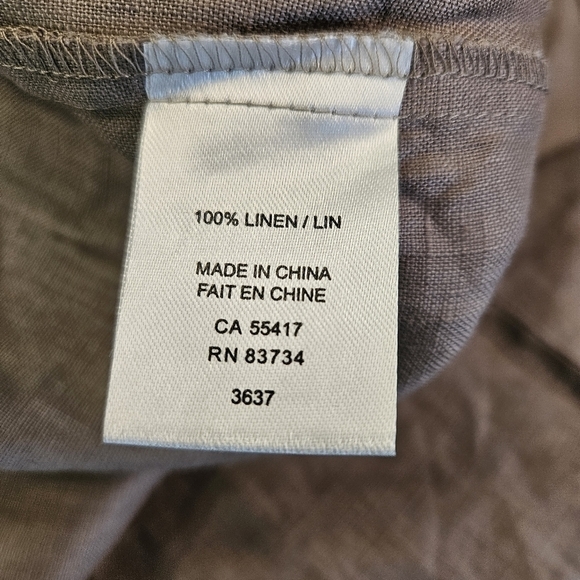 100% LINEN / LIN
MADE IN CHINA
FAIT EN CHINE
CA 55417
RN 83734
3637